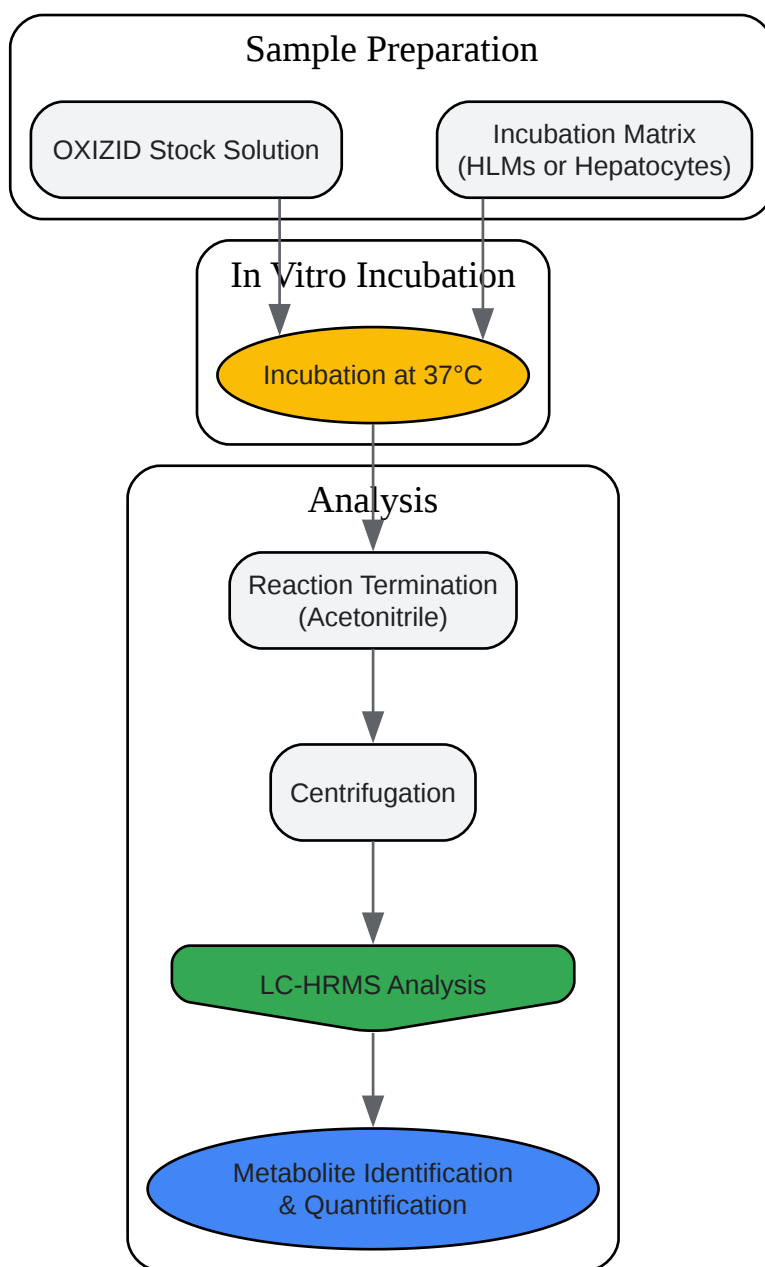 Sample Preparation
OXIZID Stock Solution
Incubation Matrix
(HLMs or Hepatocytes)
In Vitro Incubation
Incubation at 37°C
Analysis
Reaction Termination
(Acetonitrile)
Centrifugation
LC-HRMS Analysis
Metabolite Identification
& Quantification